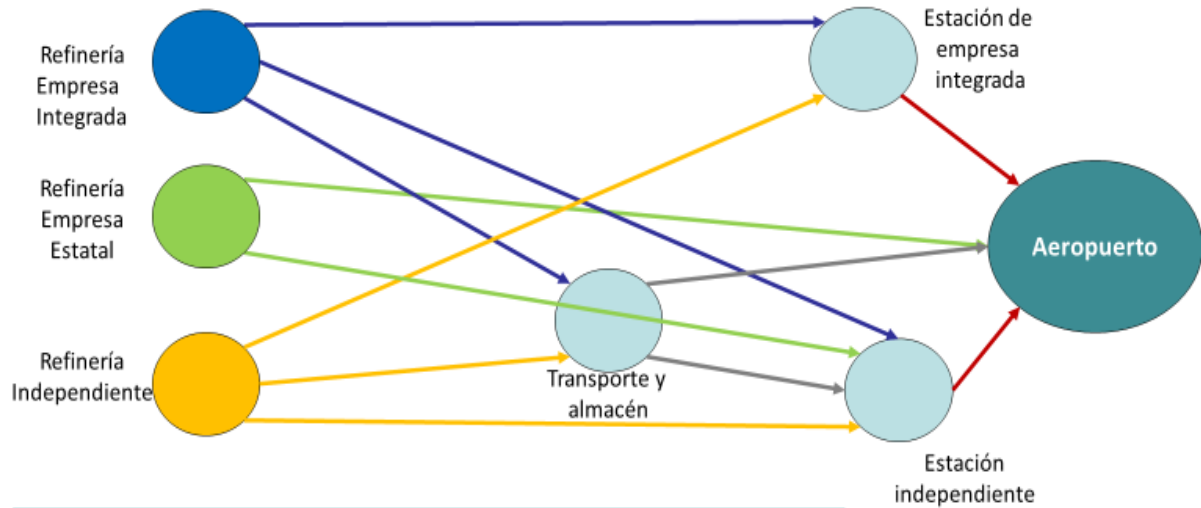 Refinería
Empresa
Integrada
Estación de
empresa
integrada
Refinería
Empresa
Estatal
Aeropuerto
Refinería
Independiente
Transporte y
almacén
Estación
independiente